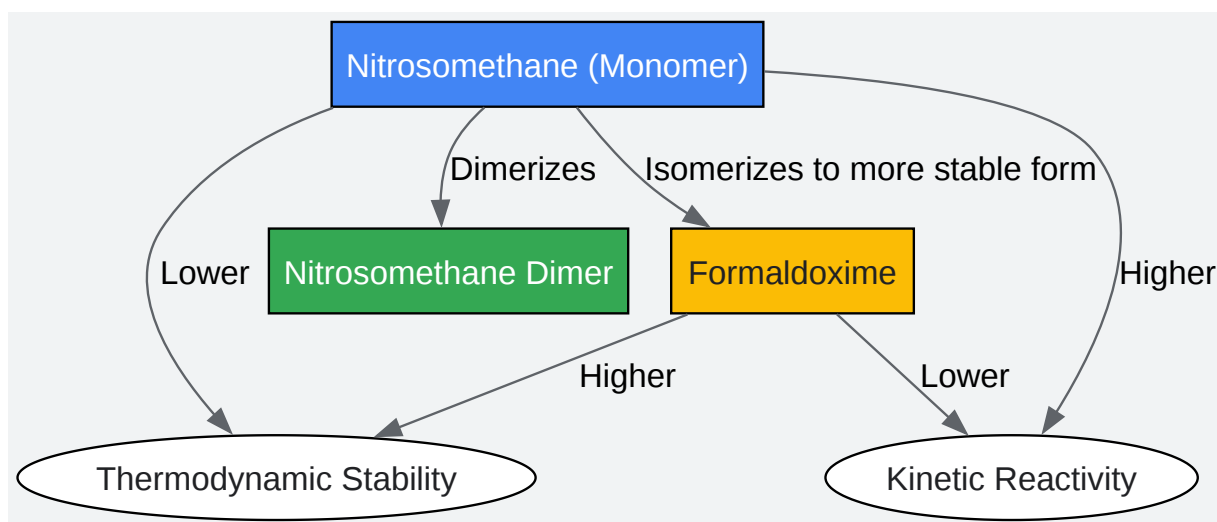 Nitrosomethane (Monomer)
Dimerizes
Isomerizes to more stable form
Lower
Nitrosomethane Dimer
Formaldoxime
Higher
Higher
Lower
Thermodynamic Stability
Kinetic Reactivity